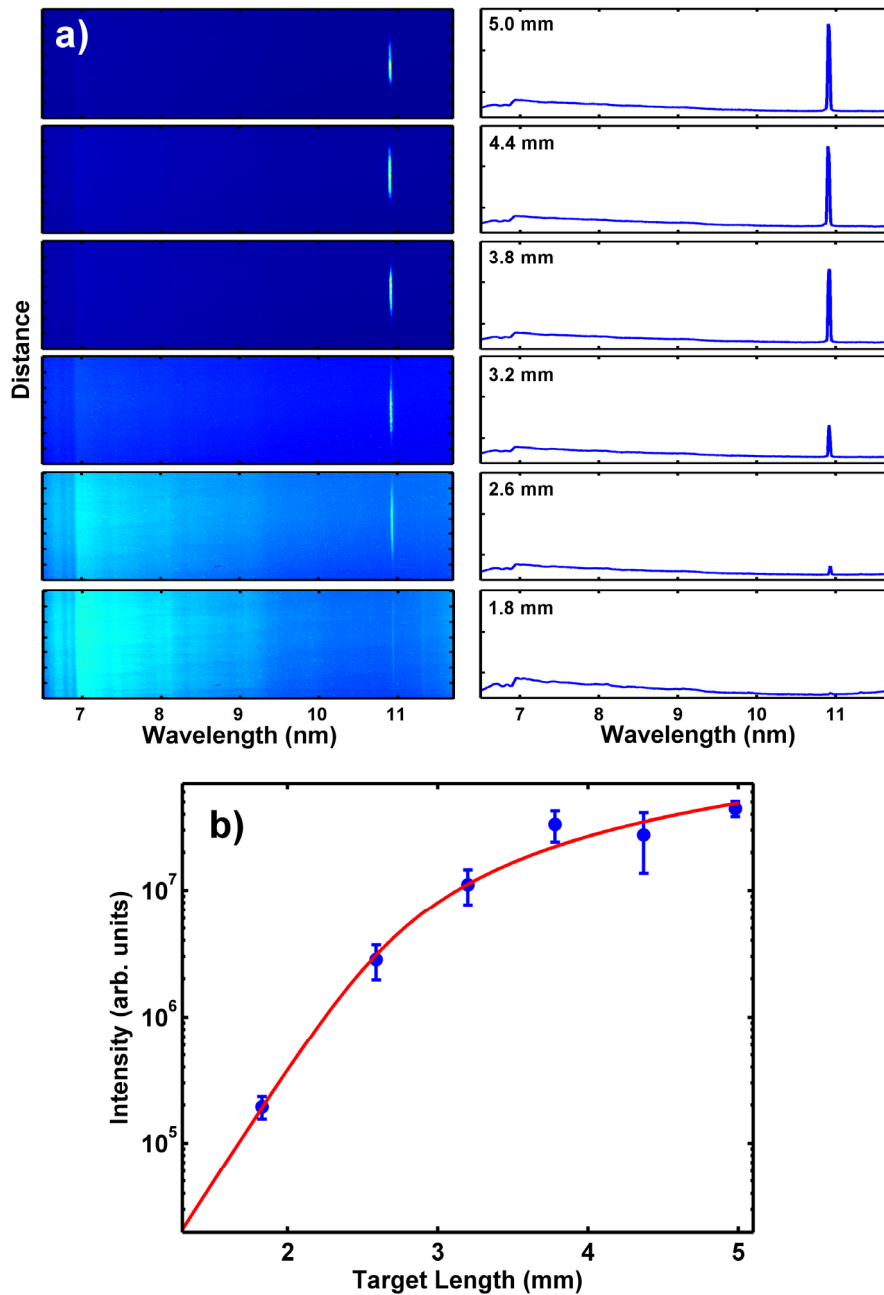 a)
5.0 mm
4.4 mm
3.8 mm
3.2 mm
2.6 mm
1.8 mm
Distance
7 8 9 10 11
7 8 9 10 11
Wavelength (nm)
Wavelength (nm)
b)
10^7
10^6
10^5
Intensity (arb. units)
2 3 4 5
Target Length (mm)